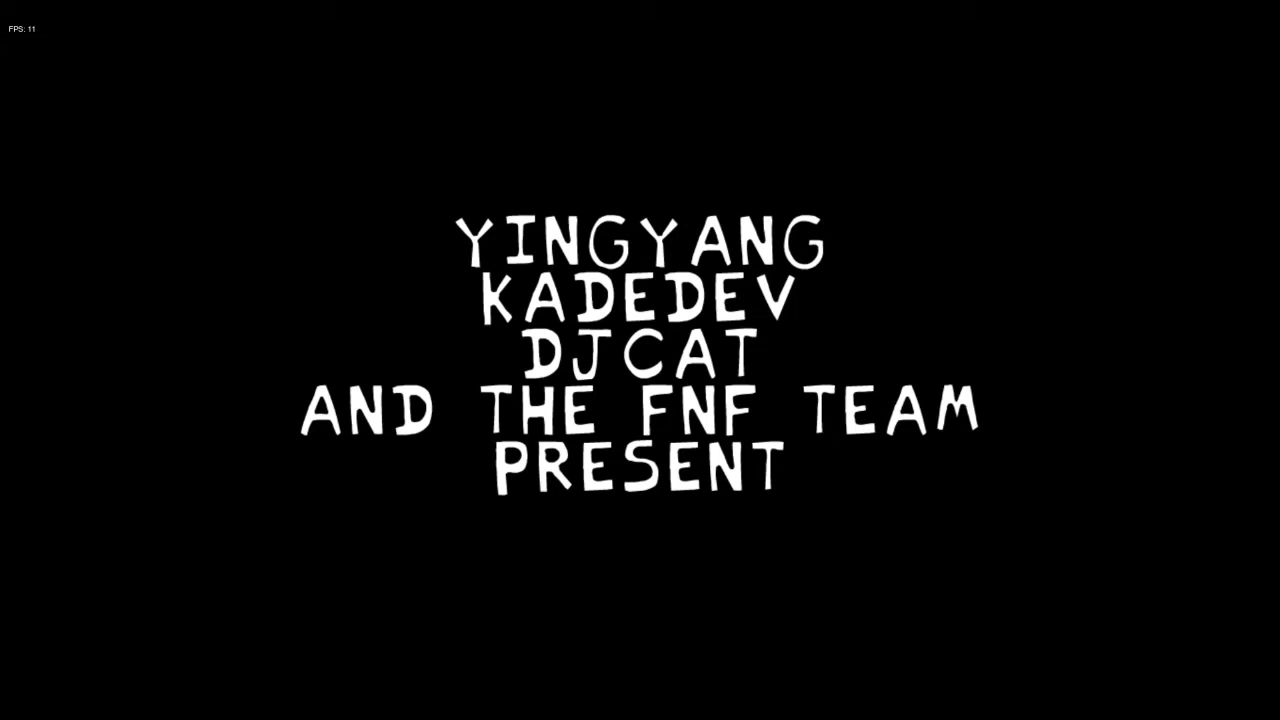 FPS: 11
YINGYANG
KADEDEV
DJCAT
AND THE FNF TEAM
PRESENT